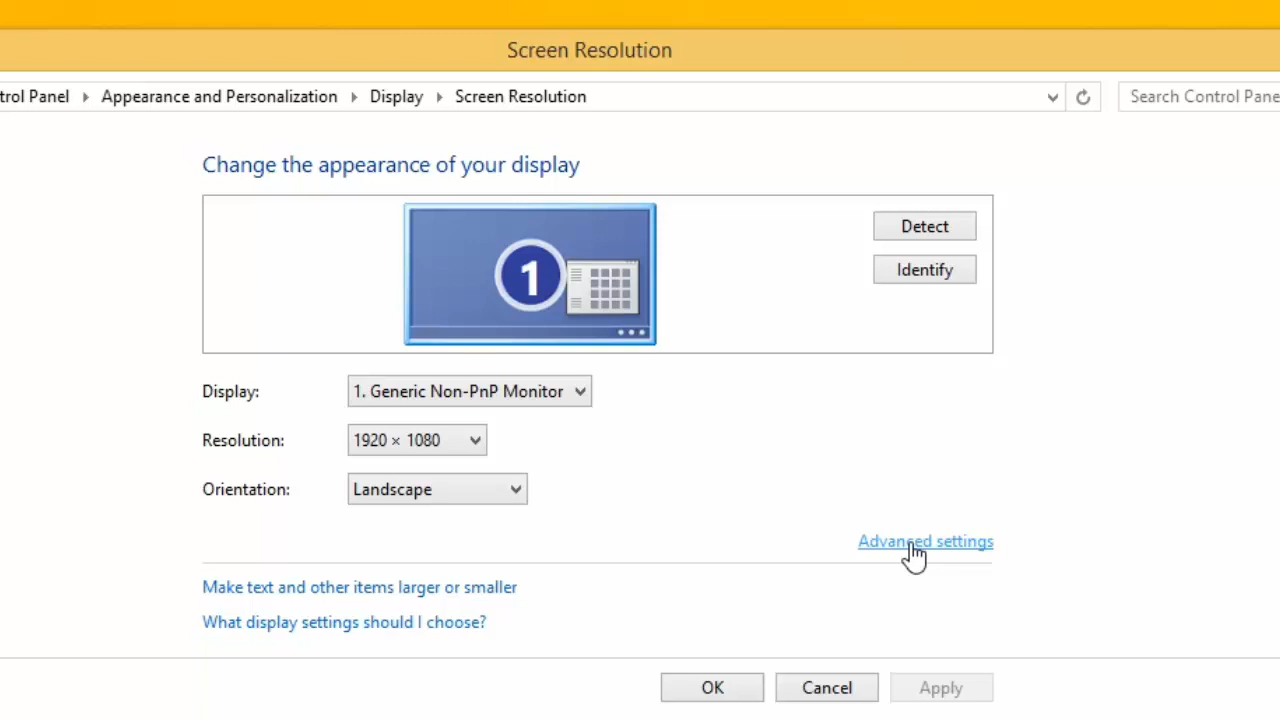 Screen Resolution
trol Panel Appearance and Personalization Display Screen Resolution Search Control Pane
Change the appearance of your display
1
Detect
Identify
Display: 1. Generic Non-PnP Monitor
Resolution: 1920 × 1080
Orientation: Landscape
Advanced settings
Make text and other items larger or smaller
What display settings should I choose?
OK Cancel Apply